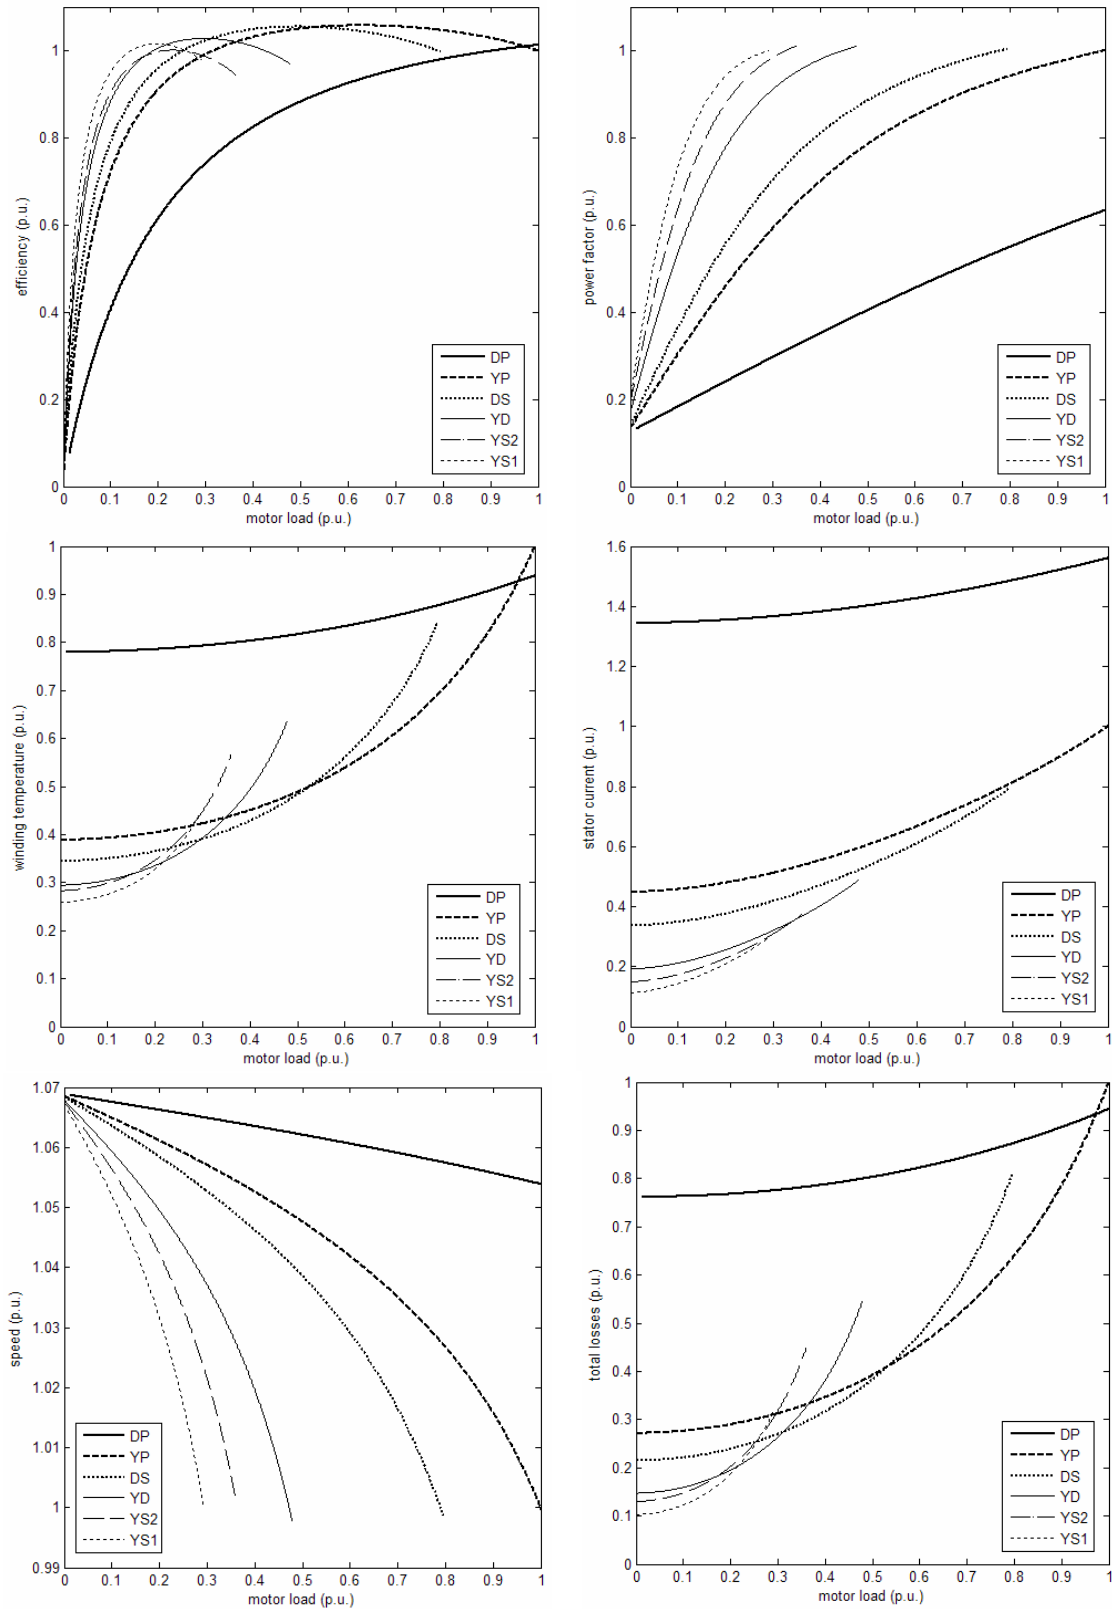 efficiency (p.u.)
1
0.8
0.6
0.4
0.2
0
DP
YP
DS
YD
YS2
YS1
0 0.1 0.2 0.3 0.4 0.5 0.6 0.7 0.8 0.9 1
motor load (p.u.)
power factor (p.u.)
1
0.8
0.6
0.4
0.2
0
DP
YP
DS
YD
YS2
YS1
0 0.1 0.2 0.3 0.4 0.5 0.6 0.7 0.8 0.9 1
motor load (p.u.)
winding temperature (p.u.)
1
0.9
0.8
0.7
0.6
0.5
0.4
0.3
0.2
0.1
0
DP
YP
DS
YD
YS2
YS1
0 0.1 0.2 0.3 0.4 0.5 0.6 0.7 0.8 0.9 1
motor load (p.u.)
stator current (p.u.)
1.6
1.4
1.2
1
0.8
0.6
0.4
0.2
0
DP
YP
DS
YD
YS2
YS1
0 0.1 0.2 0.3 0.4 0.5 0.6 0.7 0.8 0.9 1
motor load (p.u.)
speed (p.u.)
1.07
1.06
1.05
1.04
1.03
1.02
1.01
1
0.99
DP
YP
DS
YD
YS2
YS1
0 0.1 0.2 0.3 0.4 0.5 0.6 0.7 0.8 0.9 1
motor load (p.u.)
total losses (p.u.)
1
0.9
0.8
0.7
0.6
0.5
0.4
0.3
0.2
0.1
0
DP
YP
DS
YD
YS2
YS1
0 0.1 0.2 0.3 0.4 0.5 0.6 0.7 0.8 0.9 1
motor load (p.u.)